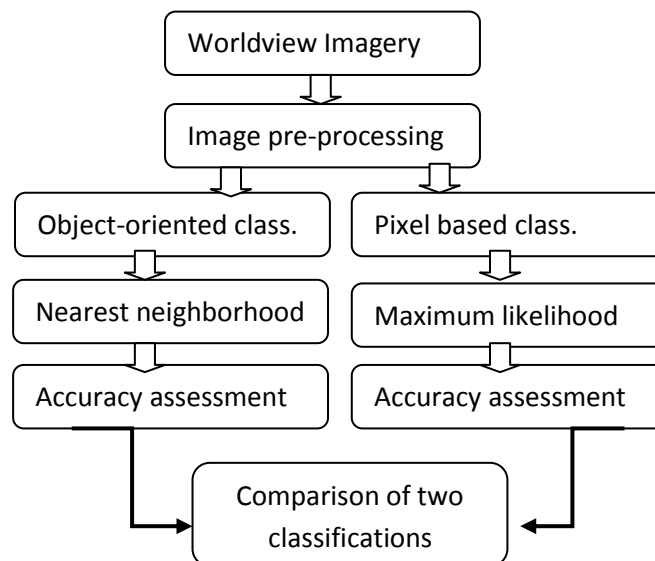 Worldview Imagery
Image pre-processing
Object-oriented class.
Pixel based class.
Nearest neighborhood
Maximum likelihood
Accuracy assessment
Accuracy assessment
Comparison of two
classifications